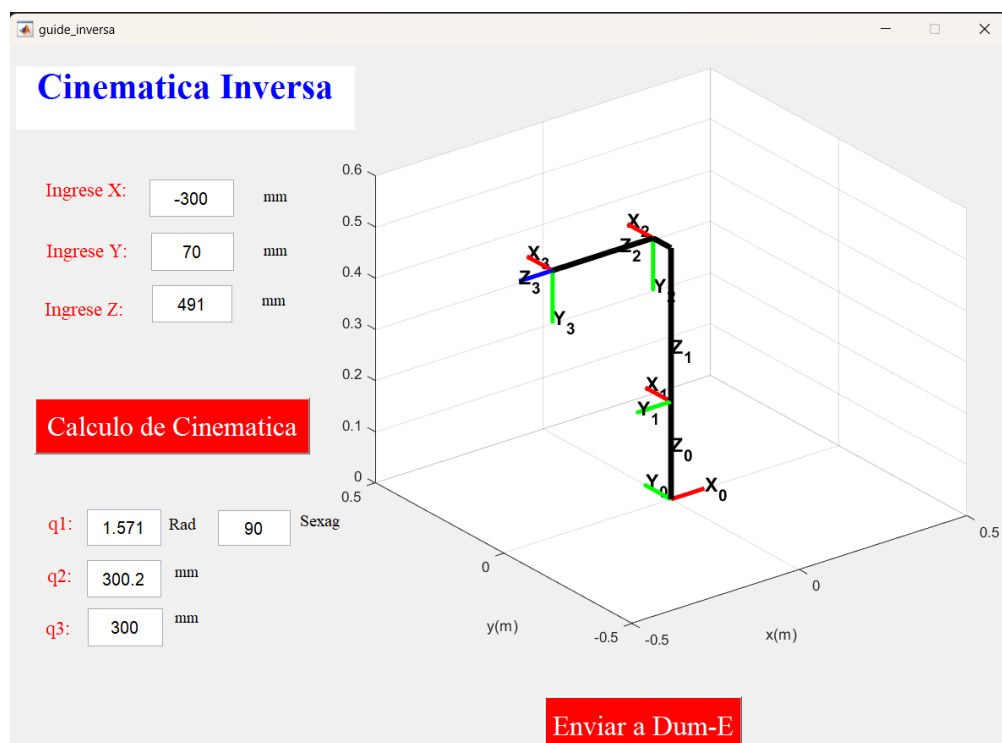 guide_inversa
Cinematica Inversa
Ingrese X: -300 mm
Ingrese Y: 70 mm
Ingrese Z: 491 mm
Calculo de Cinematica
q1: 1.571 Rad 90 Sexag
q2: 300.2 mm
q3: 300 mm
0.6
0.5
0.4
0.3
0.2
0.1
0
0.5
0
-0.5
y(m)
-0.5
0
0.5
x(m)
X2
Z2
Y2
X3
Z3
Y3
Z1
X1
Y1
Z0
Y0
X0
Enviar a Dum-E